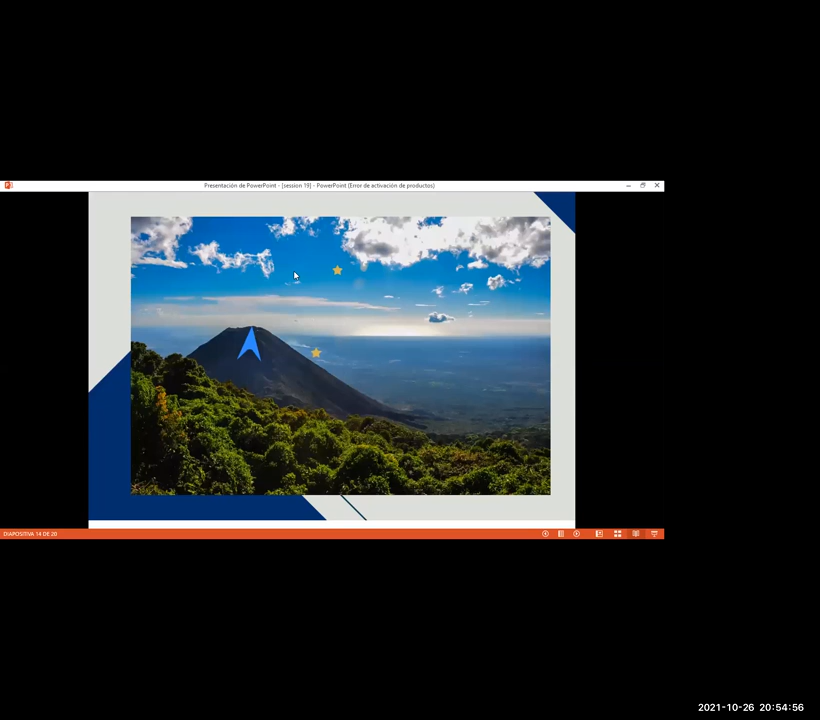 Presentación de PowerPoint - [session 19] - PowerPoint (Error de activación de productos)
DIAPOSITIVA 14 DE 20
2021-10-26 20:54:56